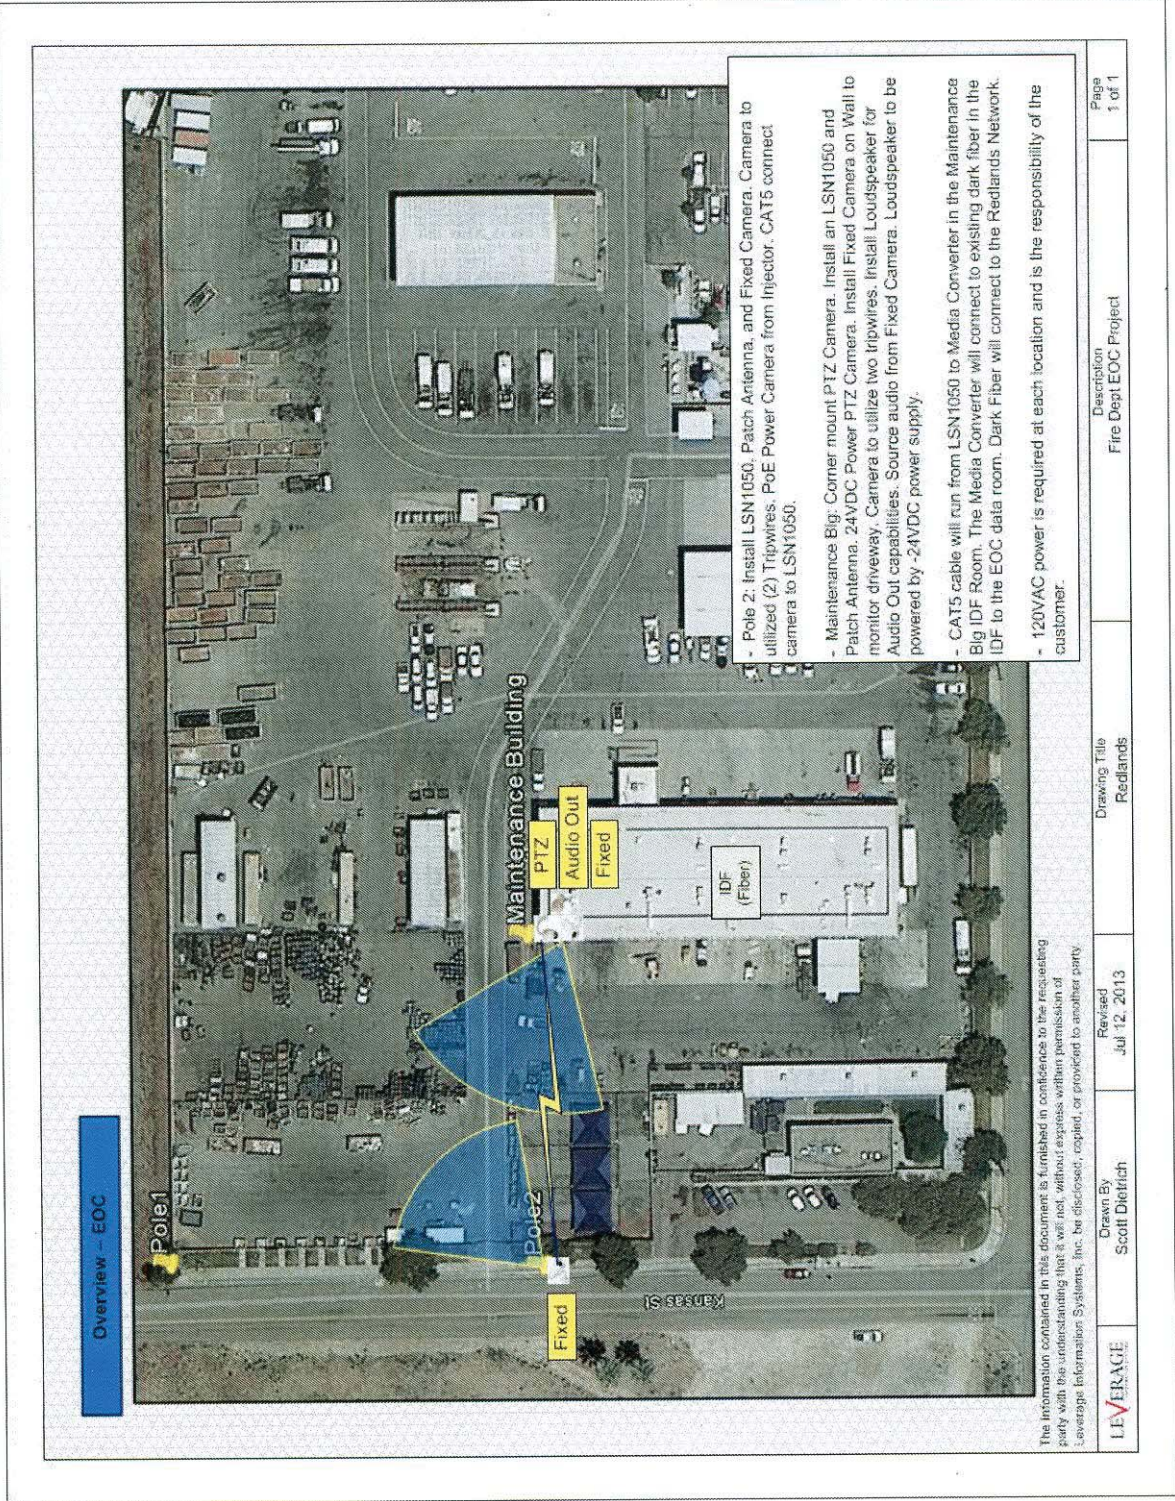 Overview – EOC
Pole1
Pole2
Fixed
Kansas St
Maintenance Building
PTZ
Audio Out
Fixed
IDF
(Fiber)
- Pole 2: Install LSN1050, Patch Antenna, and Fixed Camera. Camera to
utilized (2) Tripwires. PoE Power Camera from Injector. CAT5 connect
camera to LSN1050.
- Maintenance Blg: Corner mount PTZ Camera. Install an LSN1050 and
Patch Antenna. 24VDC Power PTZ Camera. Install Fixed Camera on Wall to
monitor driveway. Camera to utilize two tripwires. Install Loudspeaker for
Audio Out capabilities. Source audio from Fixed Camera. Loudspeaker to be
powered by -24VDC power supply.
- CAT5 cable will run from LSN1050 to Media Converter in the Maintenance
Blg IDF Room. The Media Converter will connect to existing dark fiber in the
IDF to the EOC data room. Dark Fiber will connect to the Redlands Network.
- 120VAC power is required at each location and is the responsibility of the
customer.
The information contained in this document is furnished in confidence to the requesting
party with the understanding that it will not, without express written permission of
Leverage Information Systems, Inc. be disclosed, copied, or provided to another party
LEVERAGE
Drawn By
Scott Dietrich
Revised
Jul 12, 2013
Drawing Title
Redlands
Description
Fire Dept EOC Project
Page
1 of 1